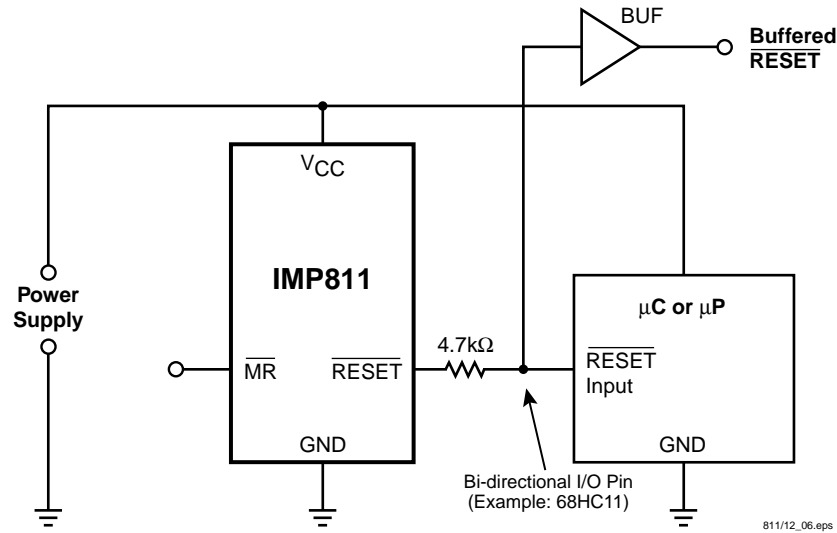 BUF
Buffered
RESET
VCC
IMP811
Power
Supply
μC or μP
4.7kΩ
MR
RESET
RESET
Input
GND
GND
Bi-directional I/O Pin
(Example: 68HC11)
811/12_06.eps